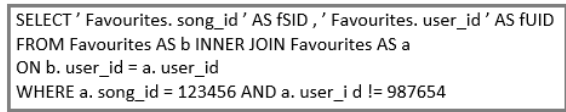 SELECT ’ Favourites. song_id ’ AS fSID , ’ Favourites. user_id ’ AS fUID
FROM Favourites AS b INNER JOIN Favourites AS a
ON b. user_id = a. user_id
WHERE a. song_id = 123456 AND a. user_i d != 987654